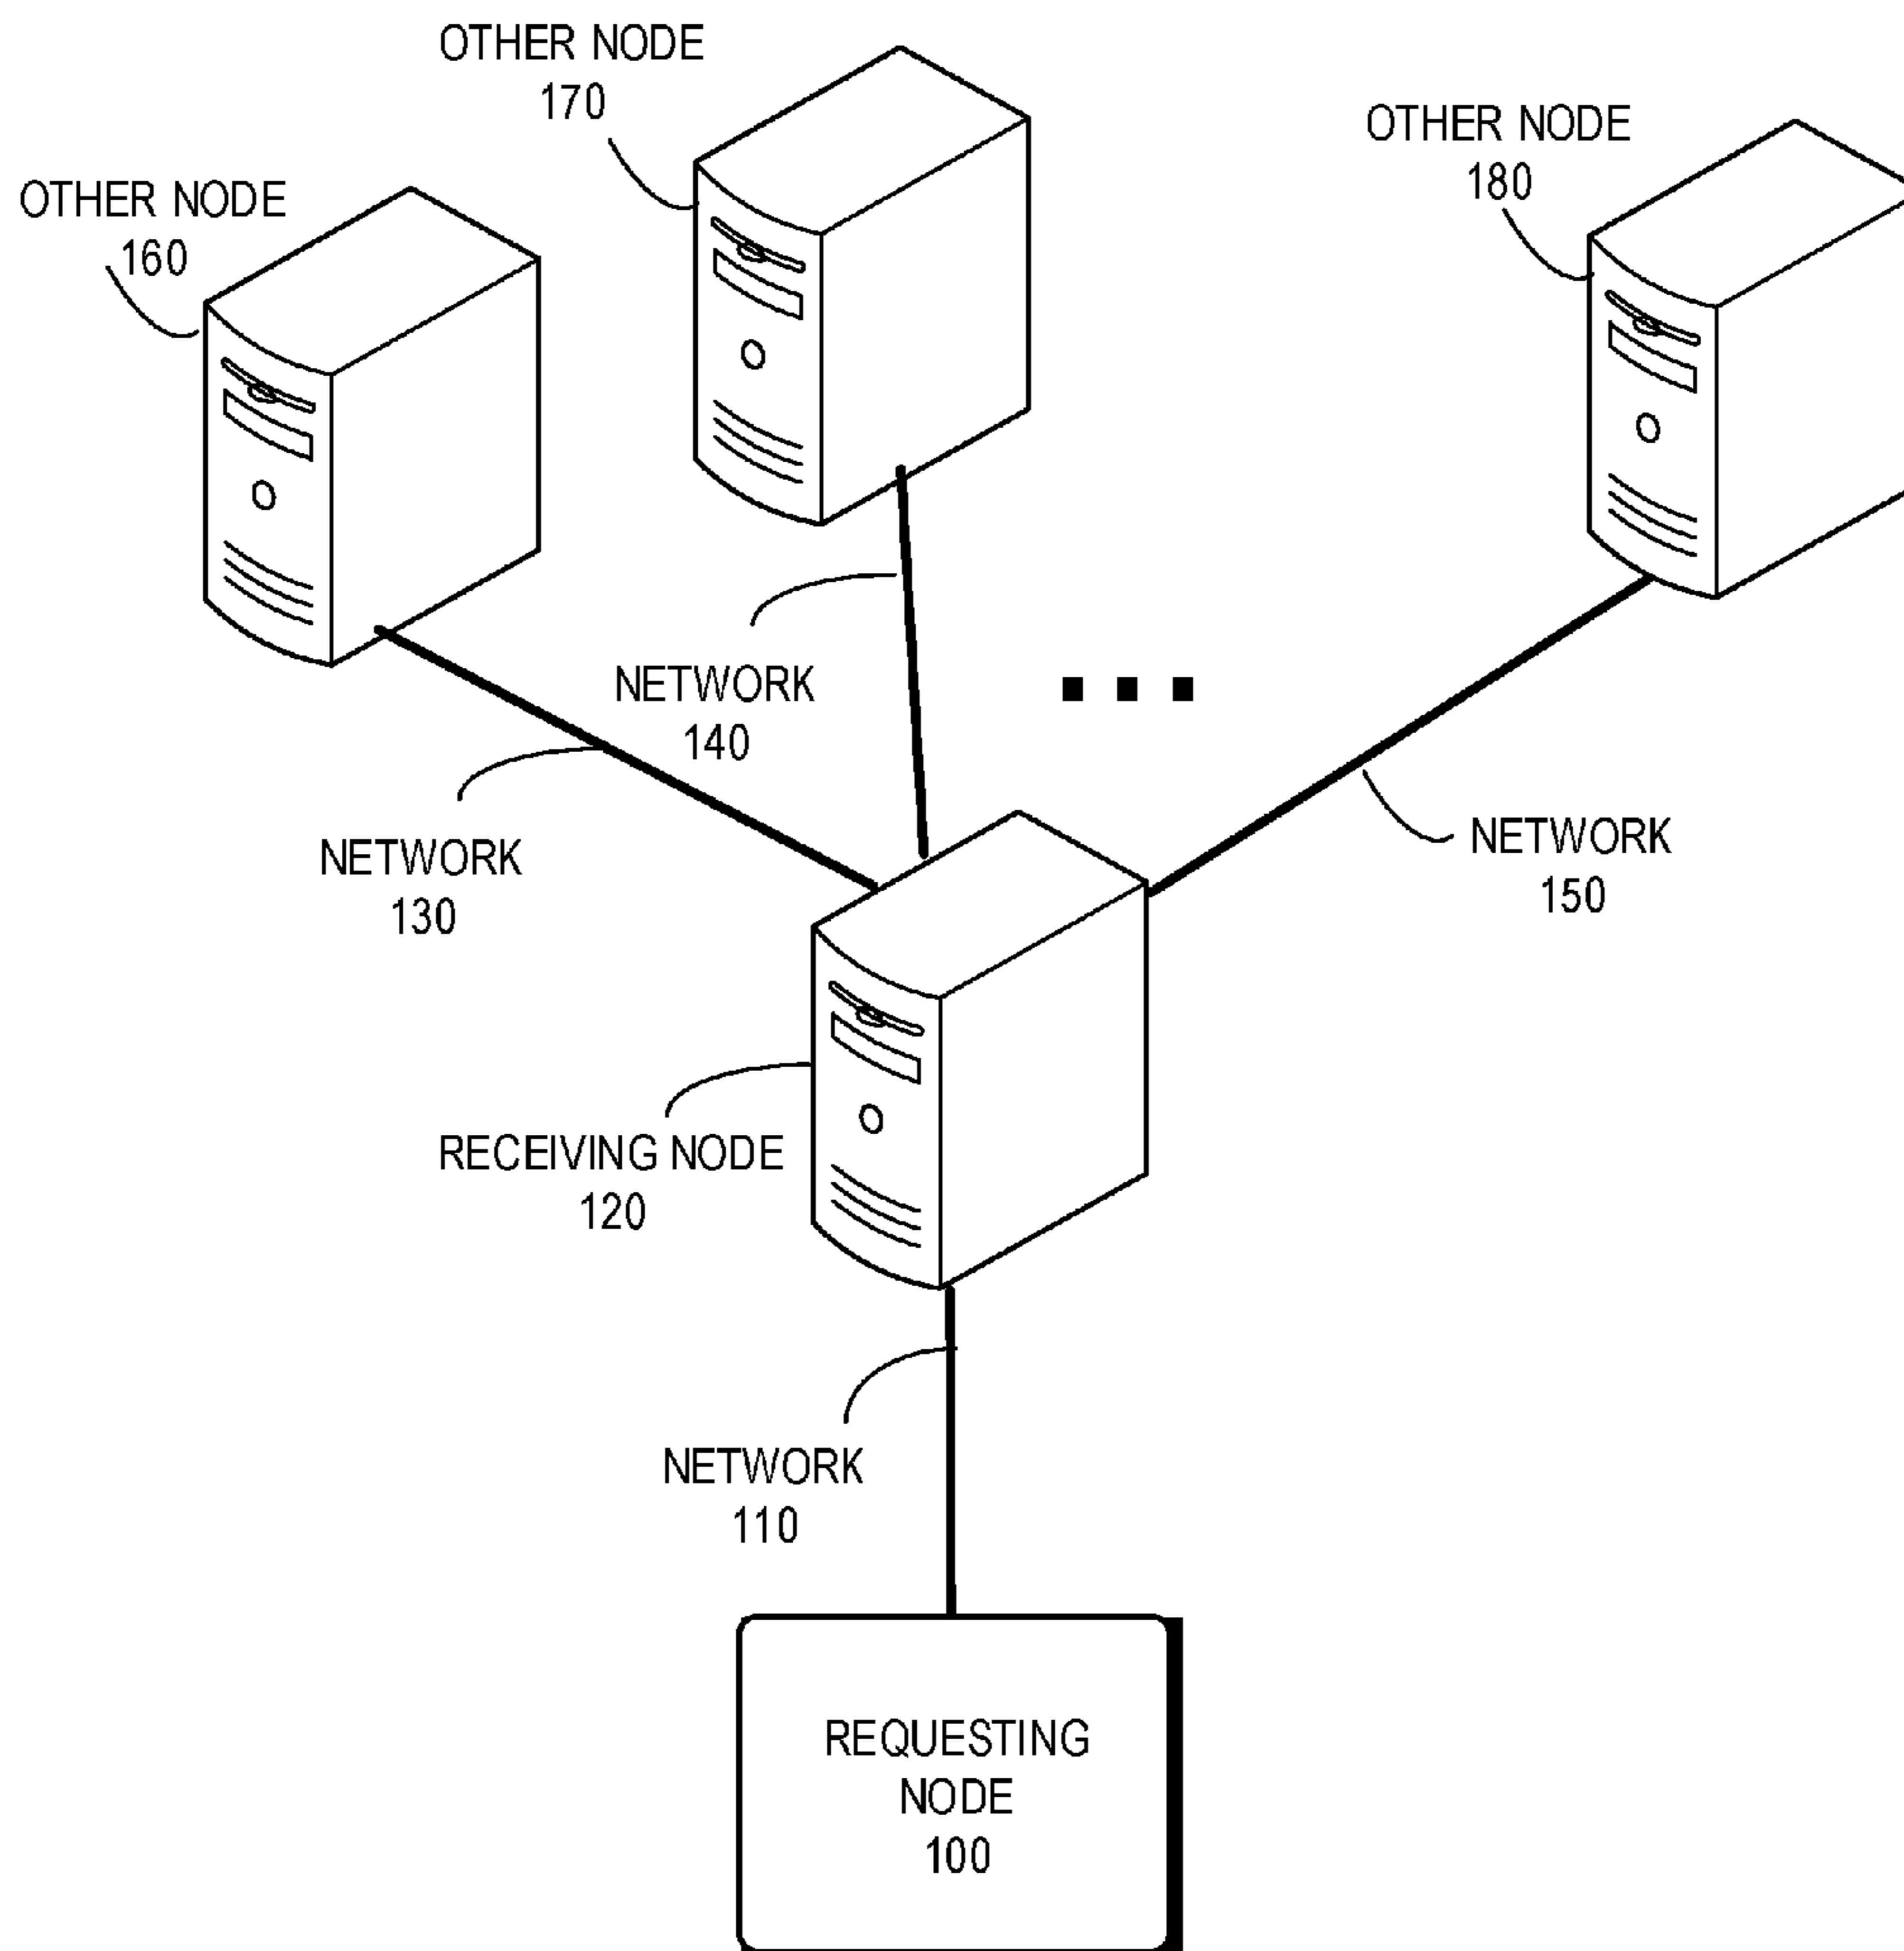 OTHER NODE
170
OTHER NODE
180
OTHER NODE
160
NETWORK
140
NETWORK
150
NETWORK
130
RECEIVING NODE
120
NETWORK
110
REQUESTING
NODE
100